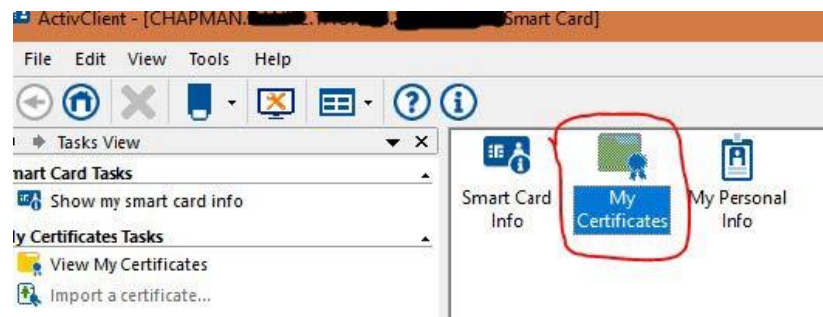 ActivClient - [CHAPMAN. Smart Card]
File Edit View Tools Help
Tasks View
mart Card Tasks
Show my smart card info
ly Certificates Tasks
View My Certificates
Import a certificate...
Smart Card Info
My Certificates
My Personal Info